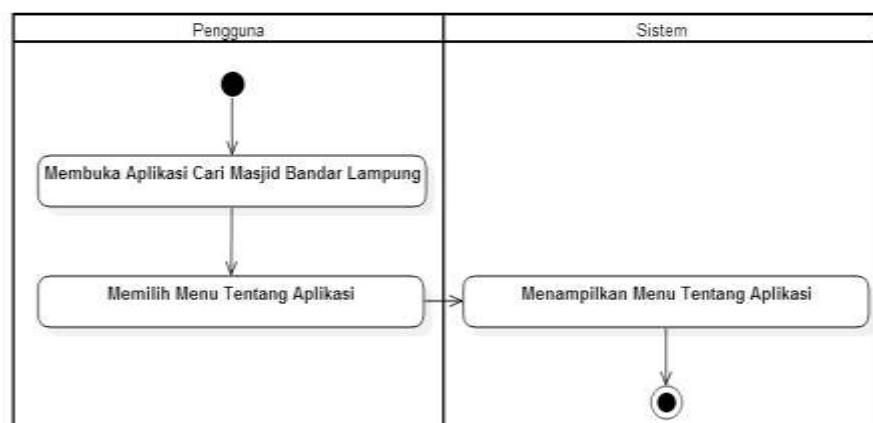 Pengguna
Sistem
Membuka Aplikasi Cari Masjid Bandar Lampung
Memilih Menu Tentang Aplikasi
Menampilkan Menu Tentang Aplikasi